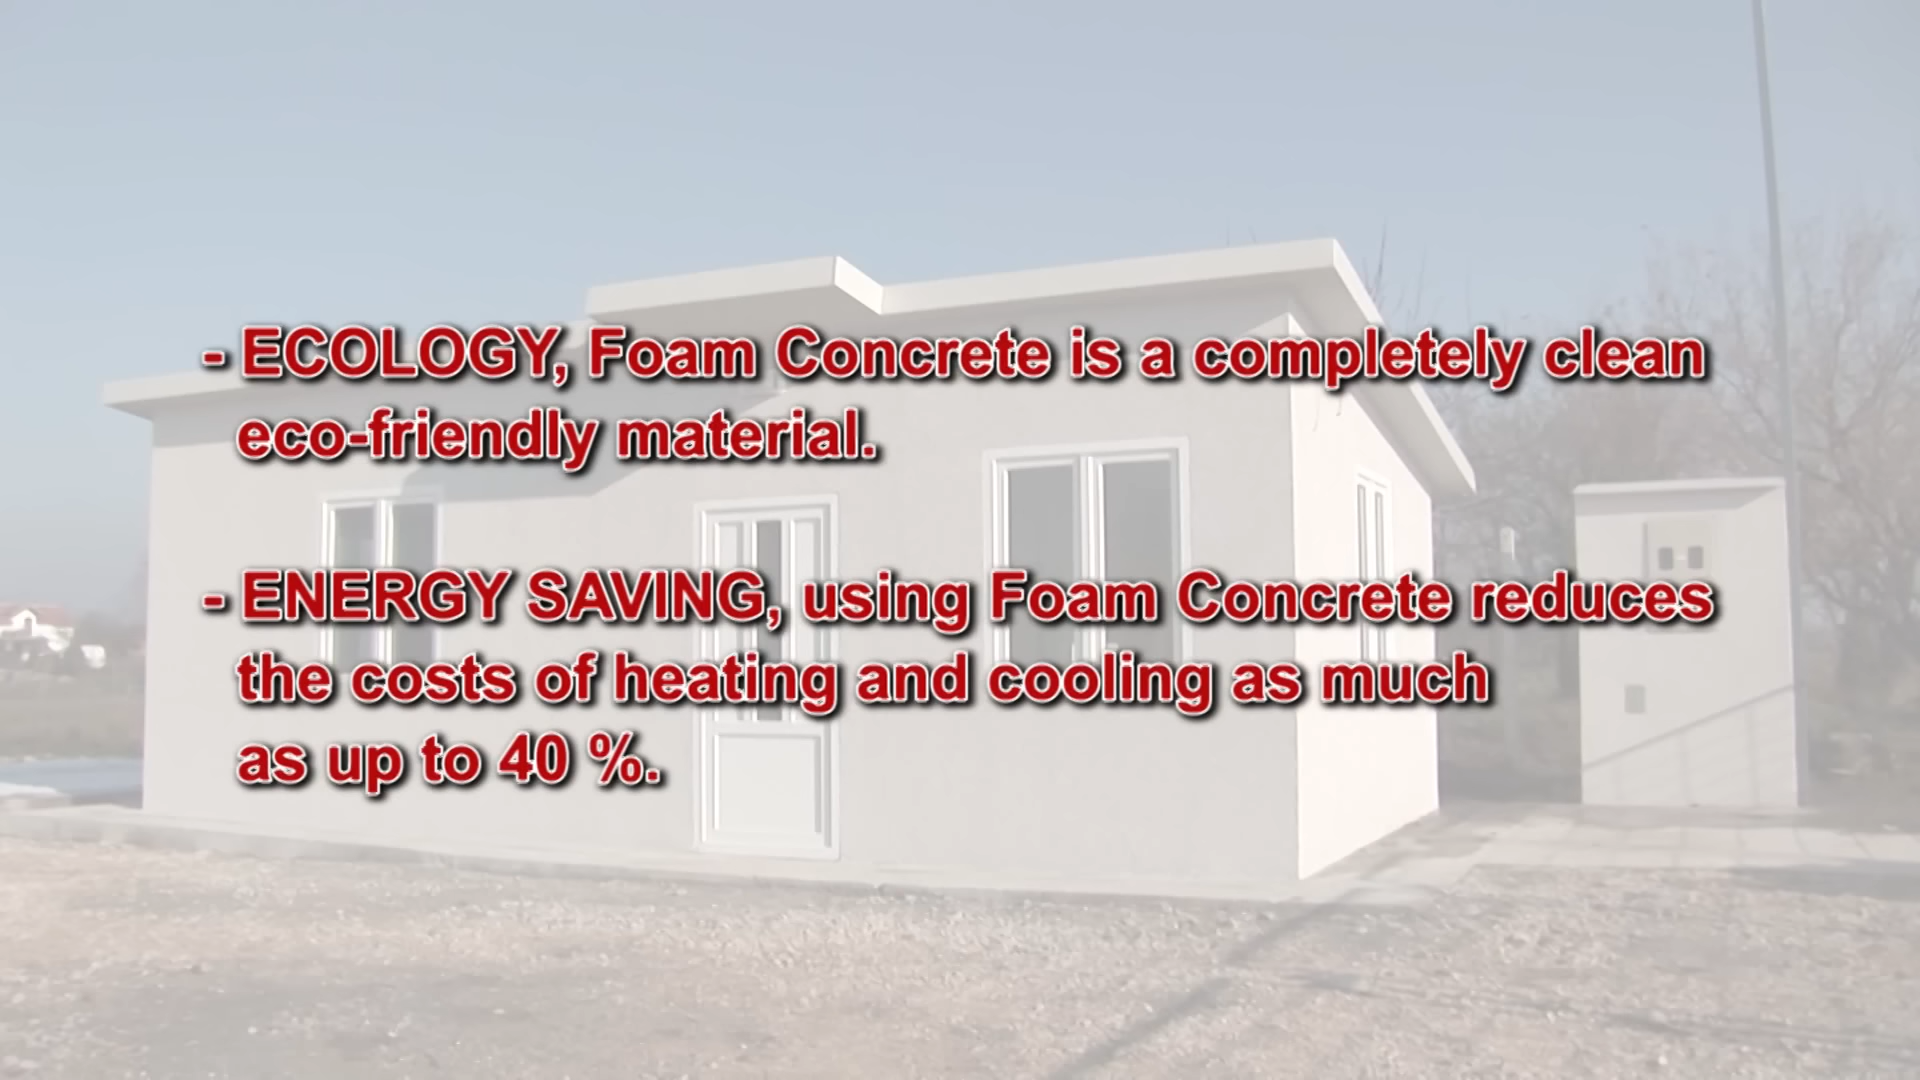 - ECOLOGY, Foam Concrete is a completely clean
eco-friendly material.
- ENERGY SAVING, using Foam Concrete reduces
the costs of heating and cooling as much
as up to 40 %.